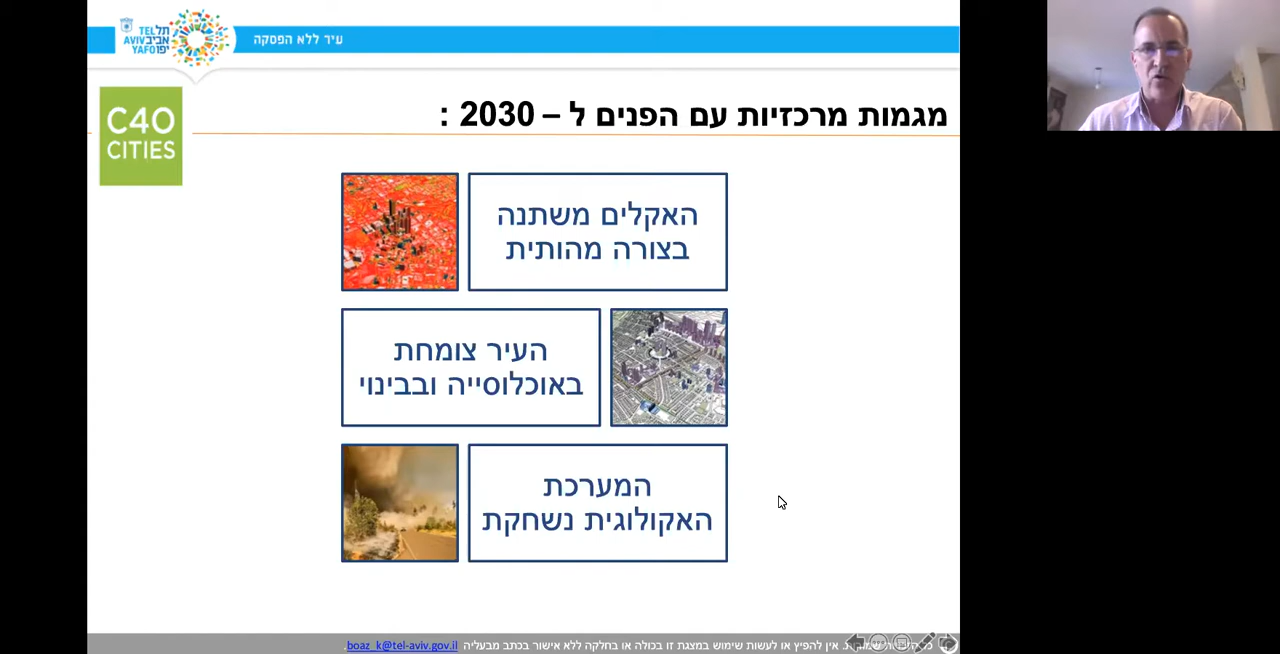 תל
TEL
אביב
AVIV
יפו
YAFO
עיר ללא הפסקה
C40
CITIES
מגמות מרכזיות עם הפנים ל – 2030 :
האקלים משתנה
בצורה מהותית
העיר צומחת
באוכלוסייה ובבינוי
המערכת
האקולוגית נשחקת
אין להפיץ או לעשות שימוש במצגת זו בכולה או בחלקה ללא אישור בכתב מבעליה boaz_k@tel-aviv.gov.il.